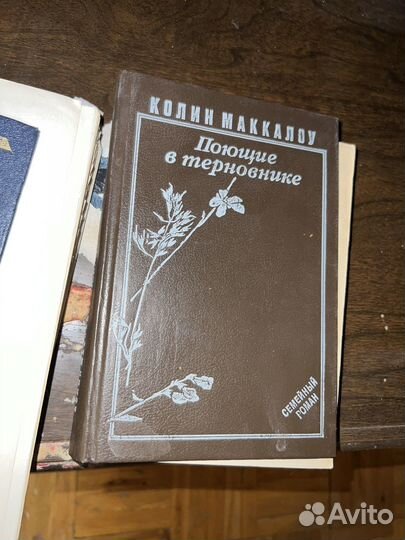 КОЛИН МАККАЛОУ
Поющие
в терновнике
СЕМЕЙНЫЙ
РОМАН
Avito